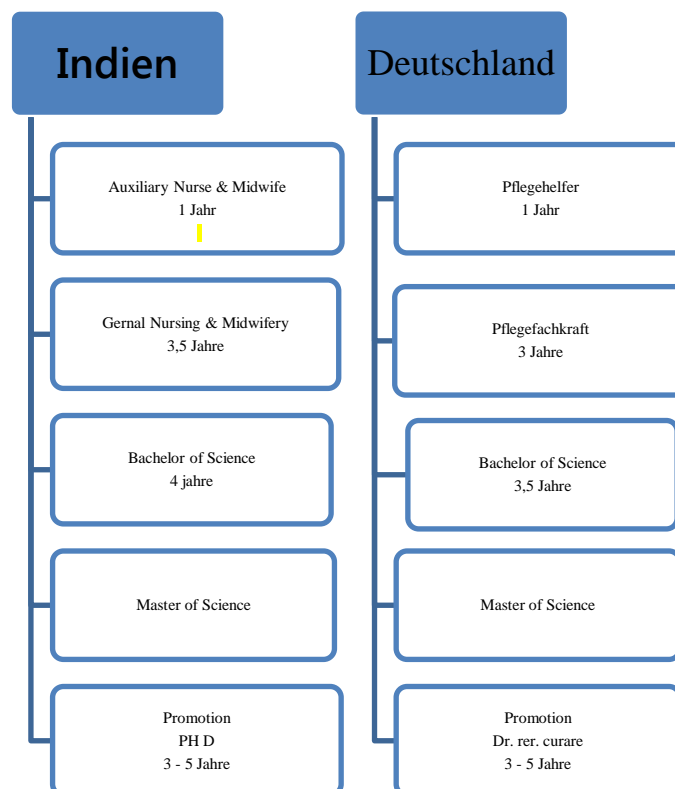 Indien
Auxiliary Nurse & Midwife
1 Jahr
Gernal Nursing & Midwifery
3,5 Jahre
Bachelor of Science
4 jahre
Master of Science
Promotion
PH D
3 - 5 Jahre
Deutschland
Pflegehelfer
1 Jahr
Pflegefachkraft
3 Jahre
Bachelor of Science
3,5 Jahre
Master of Science
Promotion
Dr. rer. curare
3 - 5 Jahre